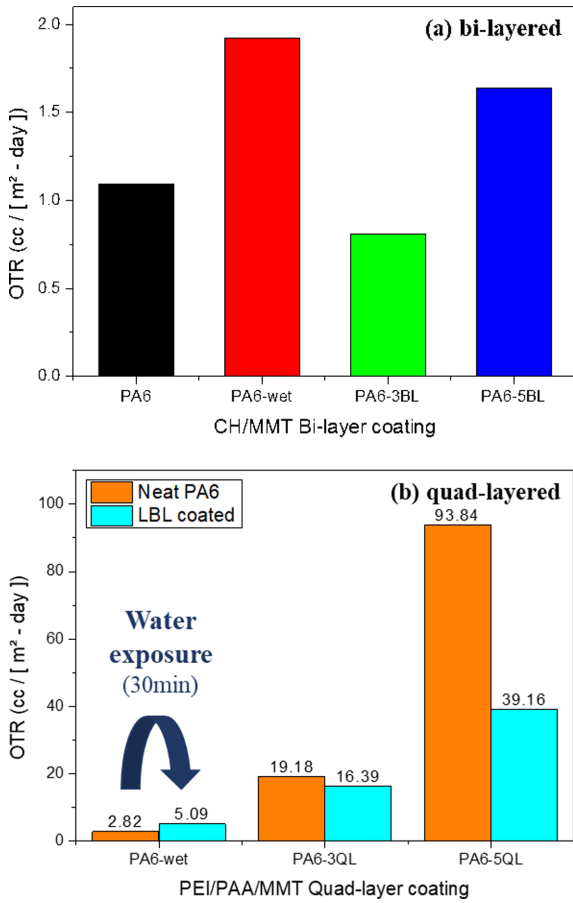 (a) bi-layered
2.0
1.5
1.0
0.5
0.0
OTR (cc / [ m² - day ])
PA6
PA6-wet
PA6-3BL
PA6-5BL
CH/MMT Bi-layer coating
(b) quad-layered
Neat PA6
LBL coated
100
80
60
40
20
0
OTR (cc / [ m² - day ])
Water
exposure
(30min)
2.82
5.09
19.18
16.39
93.84
39.16
PA6-wet
PA6-3QL
PA6-5QL
PEI/PAA/MMT Quad-layer coating